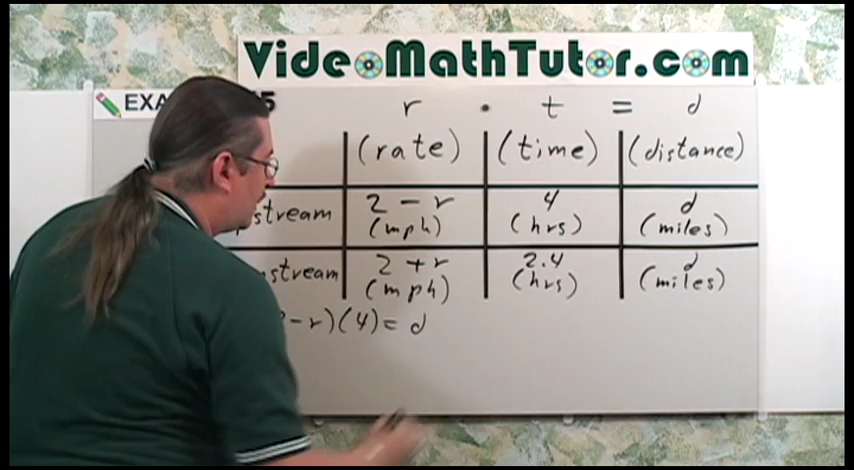 VideoMathTutor.com
EXA 5
r • t = d
(rate) (time) (distance)
stream 2 - r 4 d
(mph) (hrs) (miles)
stream 2 + r 2.4 d
(mph) (hrs) (miles)
- r)(4) = d